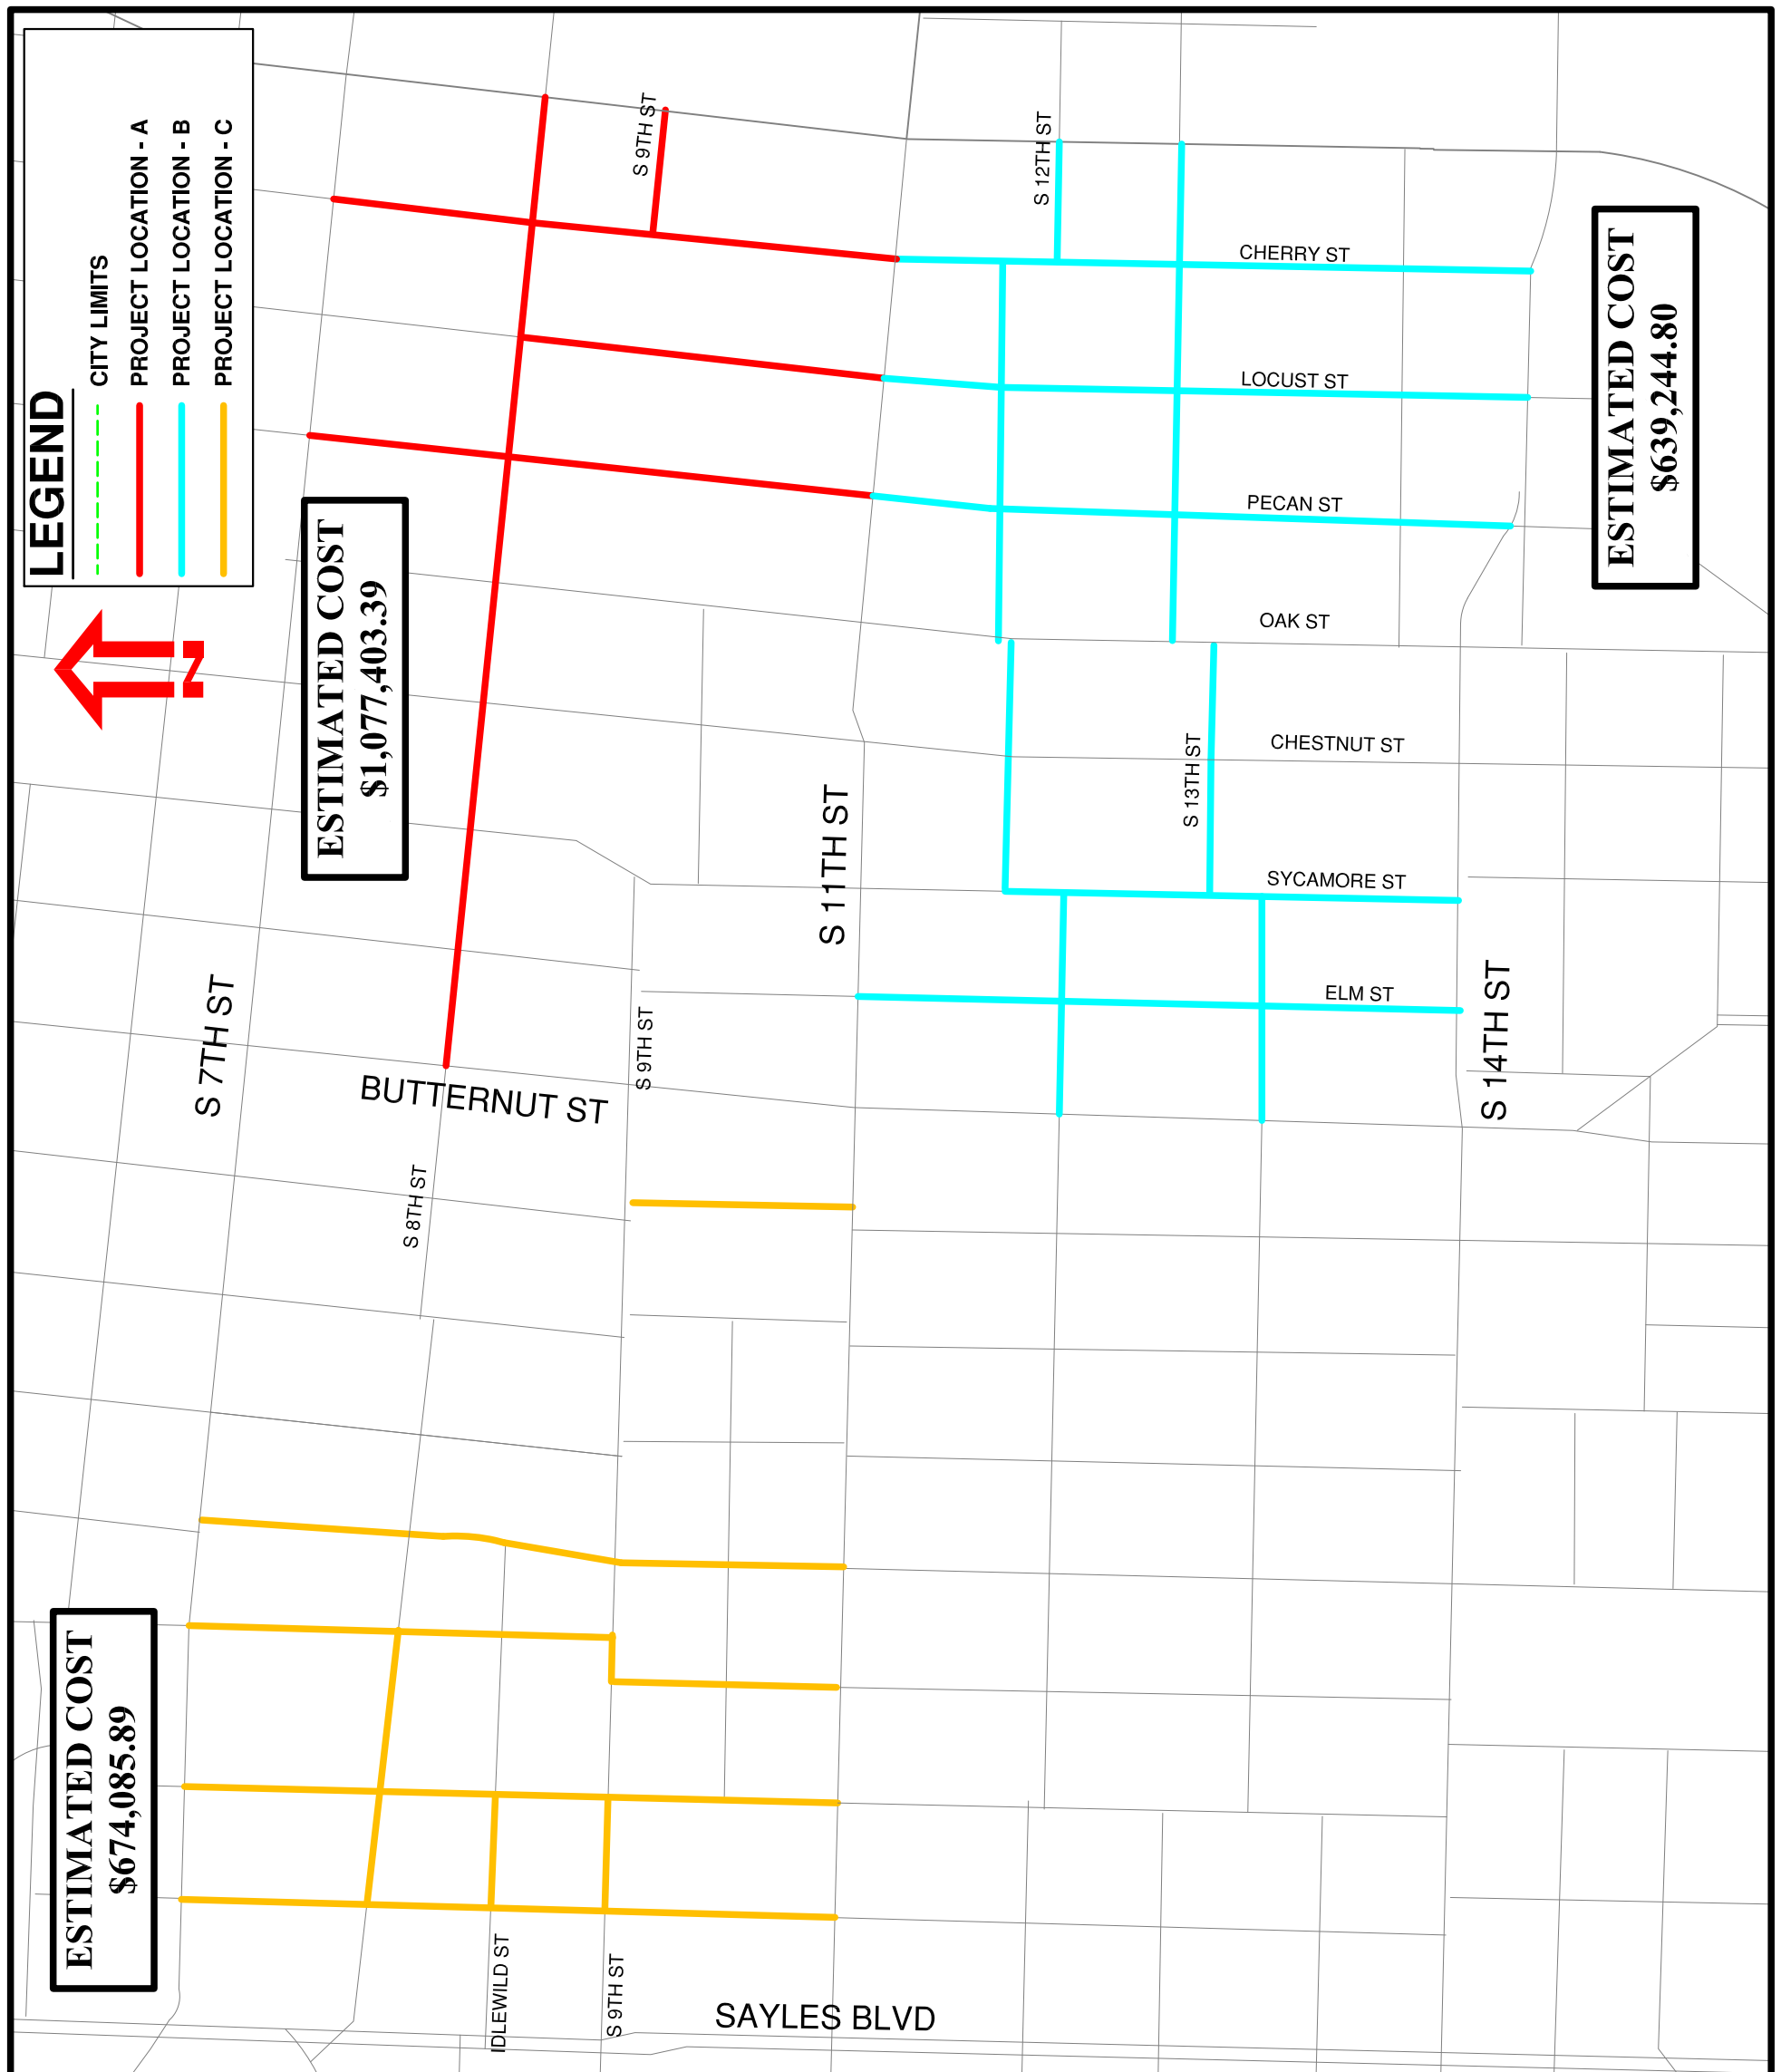 LEGEND
CITY LIMITS
PROJECT LOCATION - A
PROJECT LOCATION - B
PROJECT LOCATION - C
S 9TH ST
S 12TH ST
CHERRY ST
LOCUST ST
PECAN ST
OAK ST
CHESTNUT ST
S 13TH ST
SYCAMORE ST
ELM ST
ESTIMATED COST
$639,244.80
ESTIMATED COST
$1,077,403.39
S 11TH ST
S 7TH ST
S 9TH ST
S 14TH ST
BUTTERNUT ST
S 8TH ST
ESTIMATED COST
$674,085.89
IDLEWILD ST
S 9TH ST
SAYLES BLVD